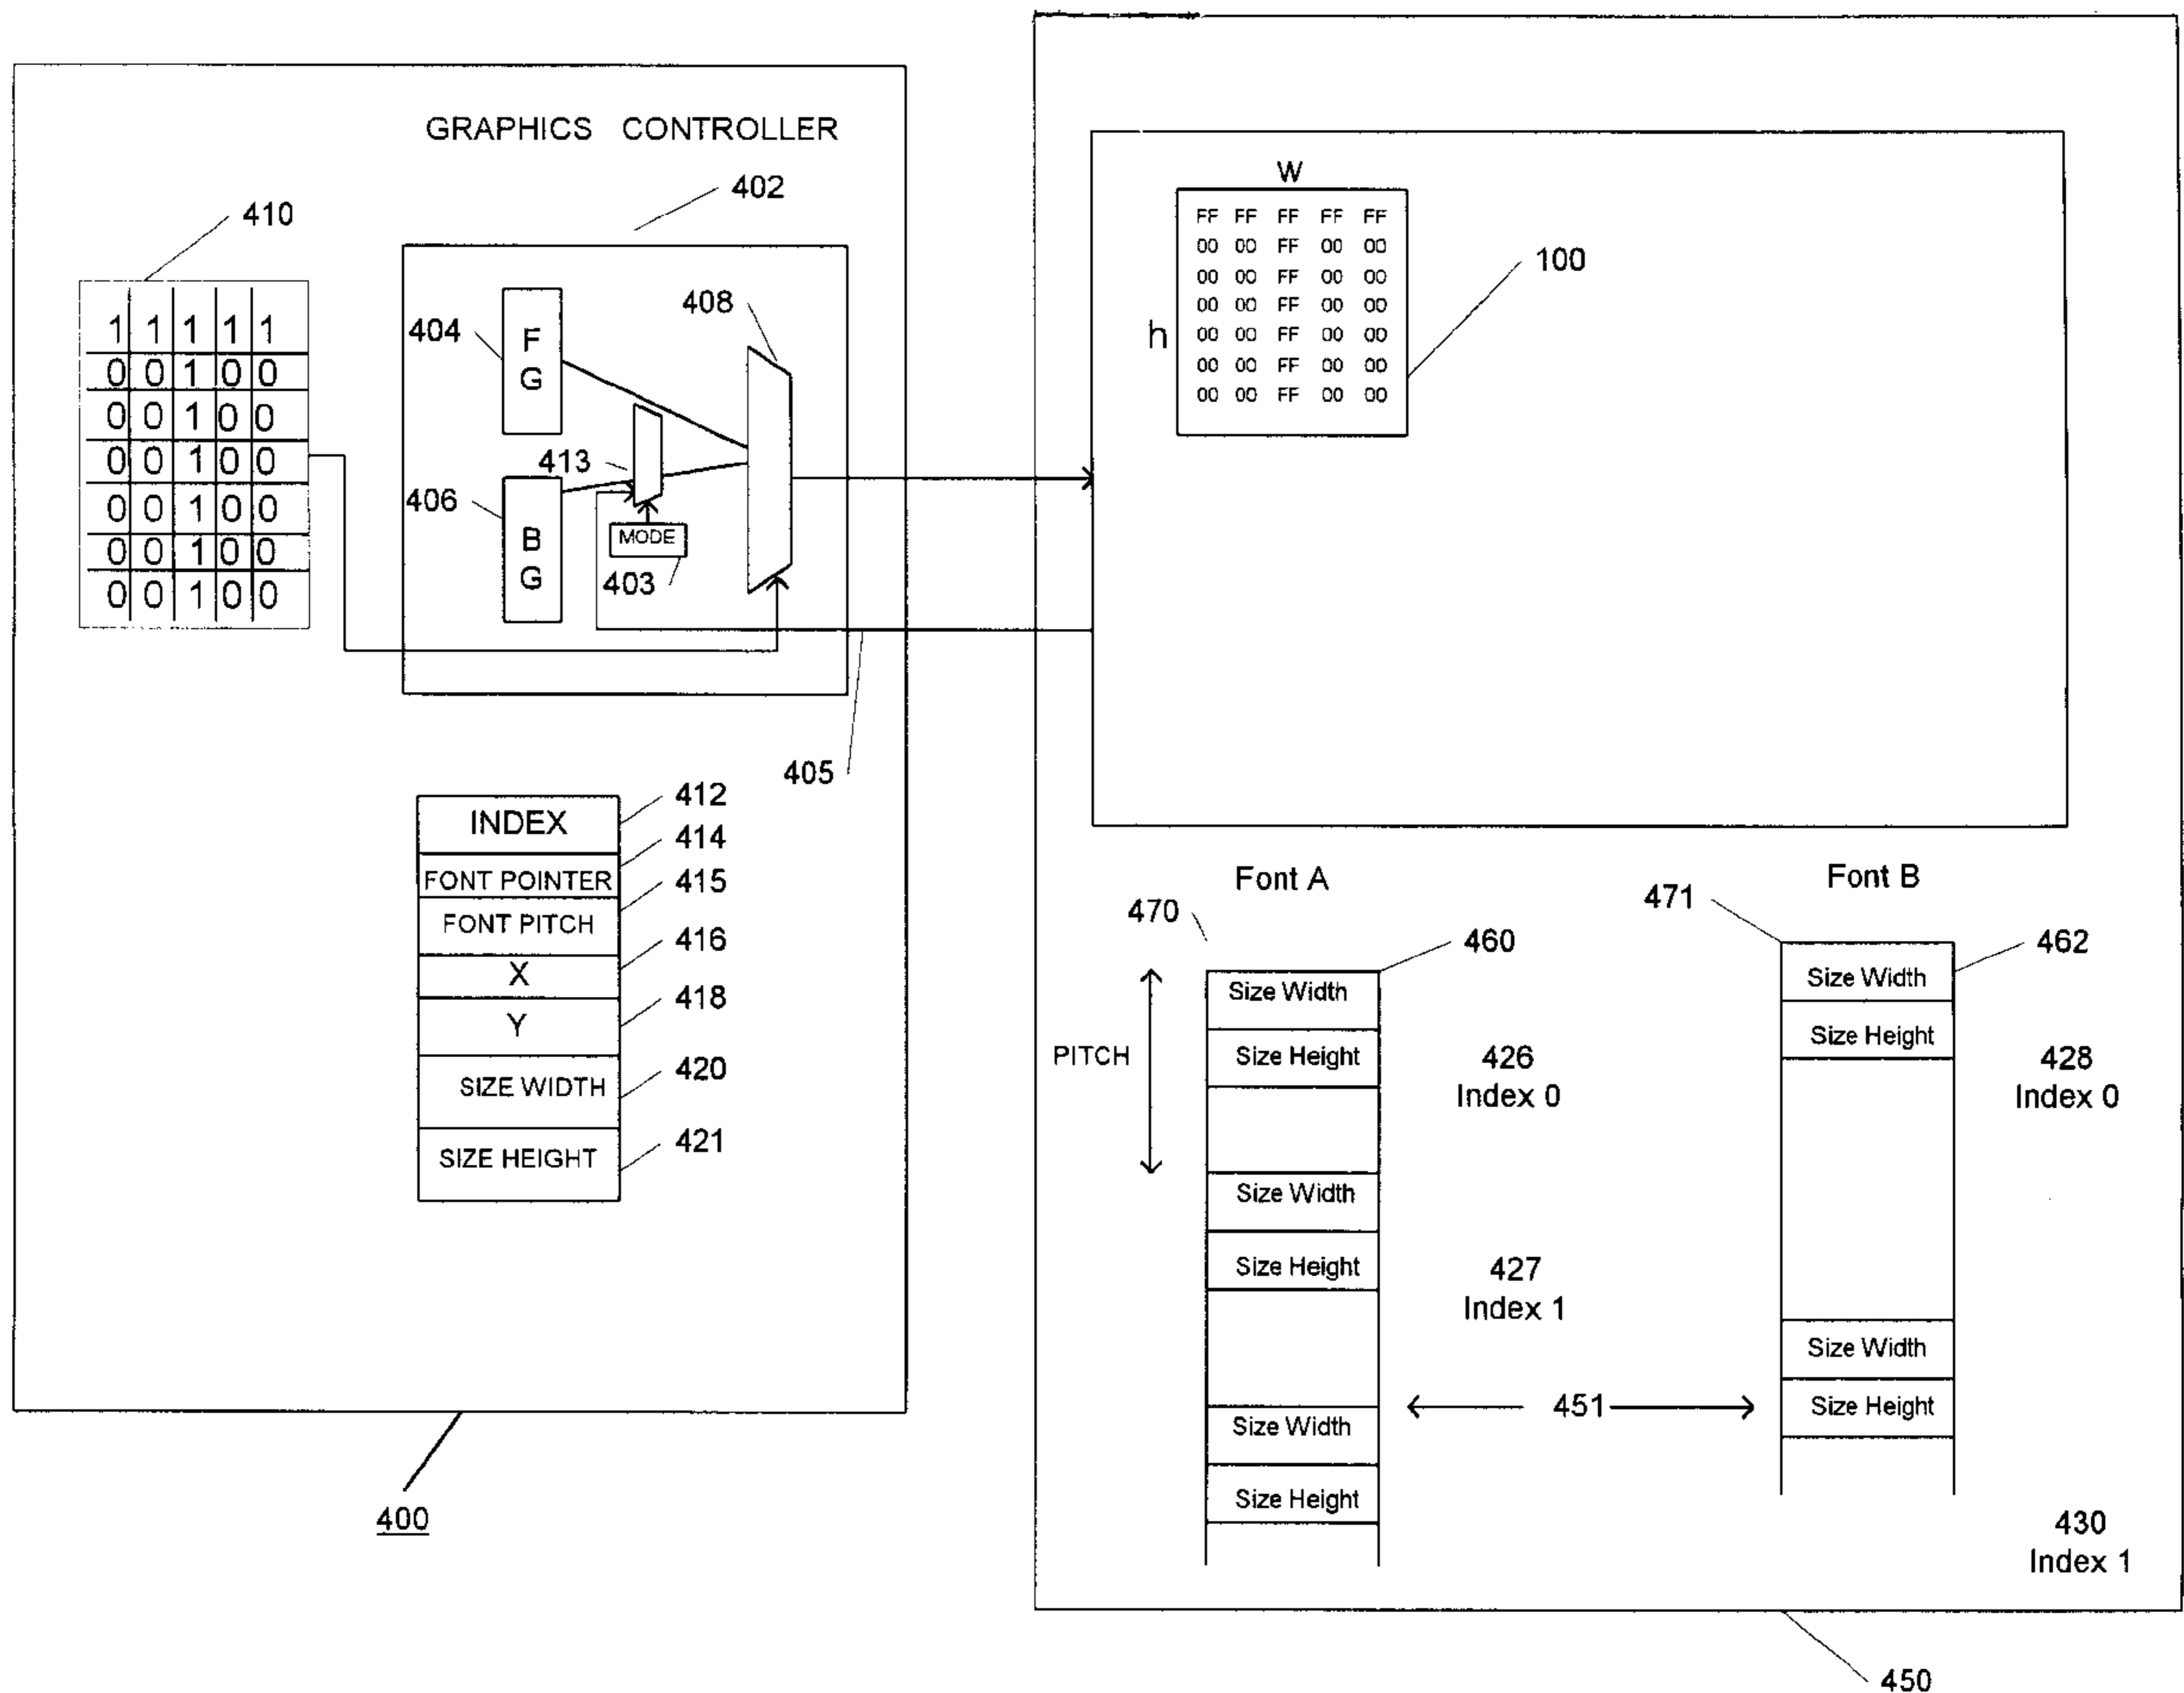 GRAPHICS CONTROLLER
402
410
1 1 1 1 1
0 0 1 0 0
0 0 1 0 0
0 0 1 0 0
0 0 1 0 0
0 0 1 0 0
0 0 1 0 0
404
F
G
408
413
406
B
G
MODE
403
405
INDEX
412
FONT POINTER
414
FONT PITCH
415
X
416
Y
418
SIZE WIDTH
420
SIZE HEIGHT
421
400
W
h
FF FF FF FF FF
00 00 FF 00 00
00 00 FF 00 00
00 00 FF 00 00
00 00 FF 00 00
00 00 FF 00 00
00 00 FF 00 00
100
Font A
470
460
PITCH
Size Width
Size Height
426
Index 0
Size Width
Size Height
427
Index 1
Size Width
Size Height
451
Font B
471
462
Size Width
Size Height
428
Index 0
Size Width
Size Height
430
Index 1
450